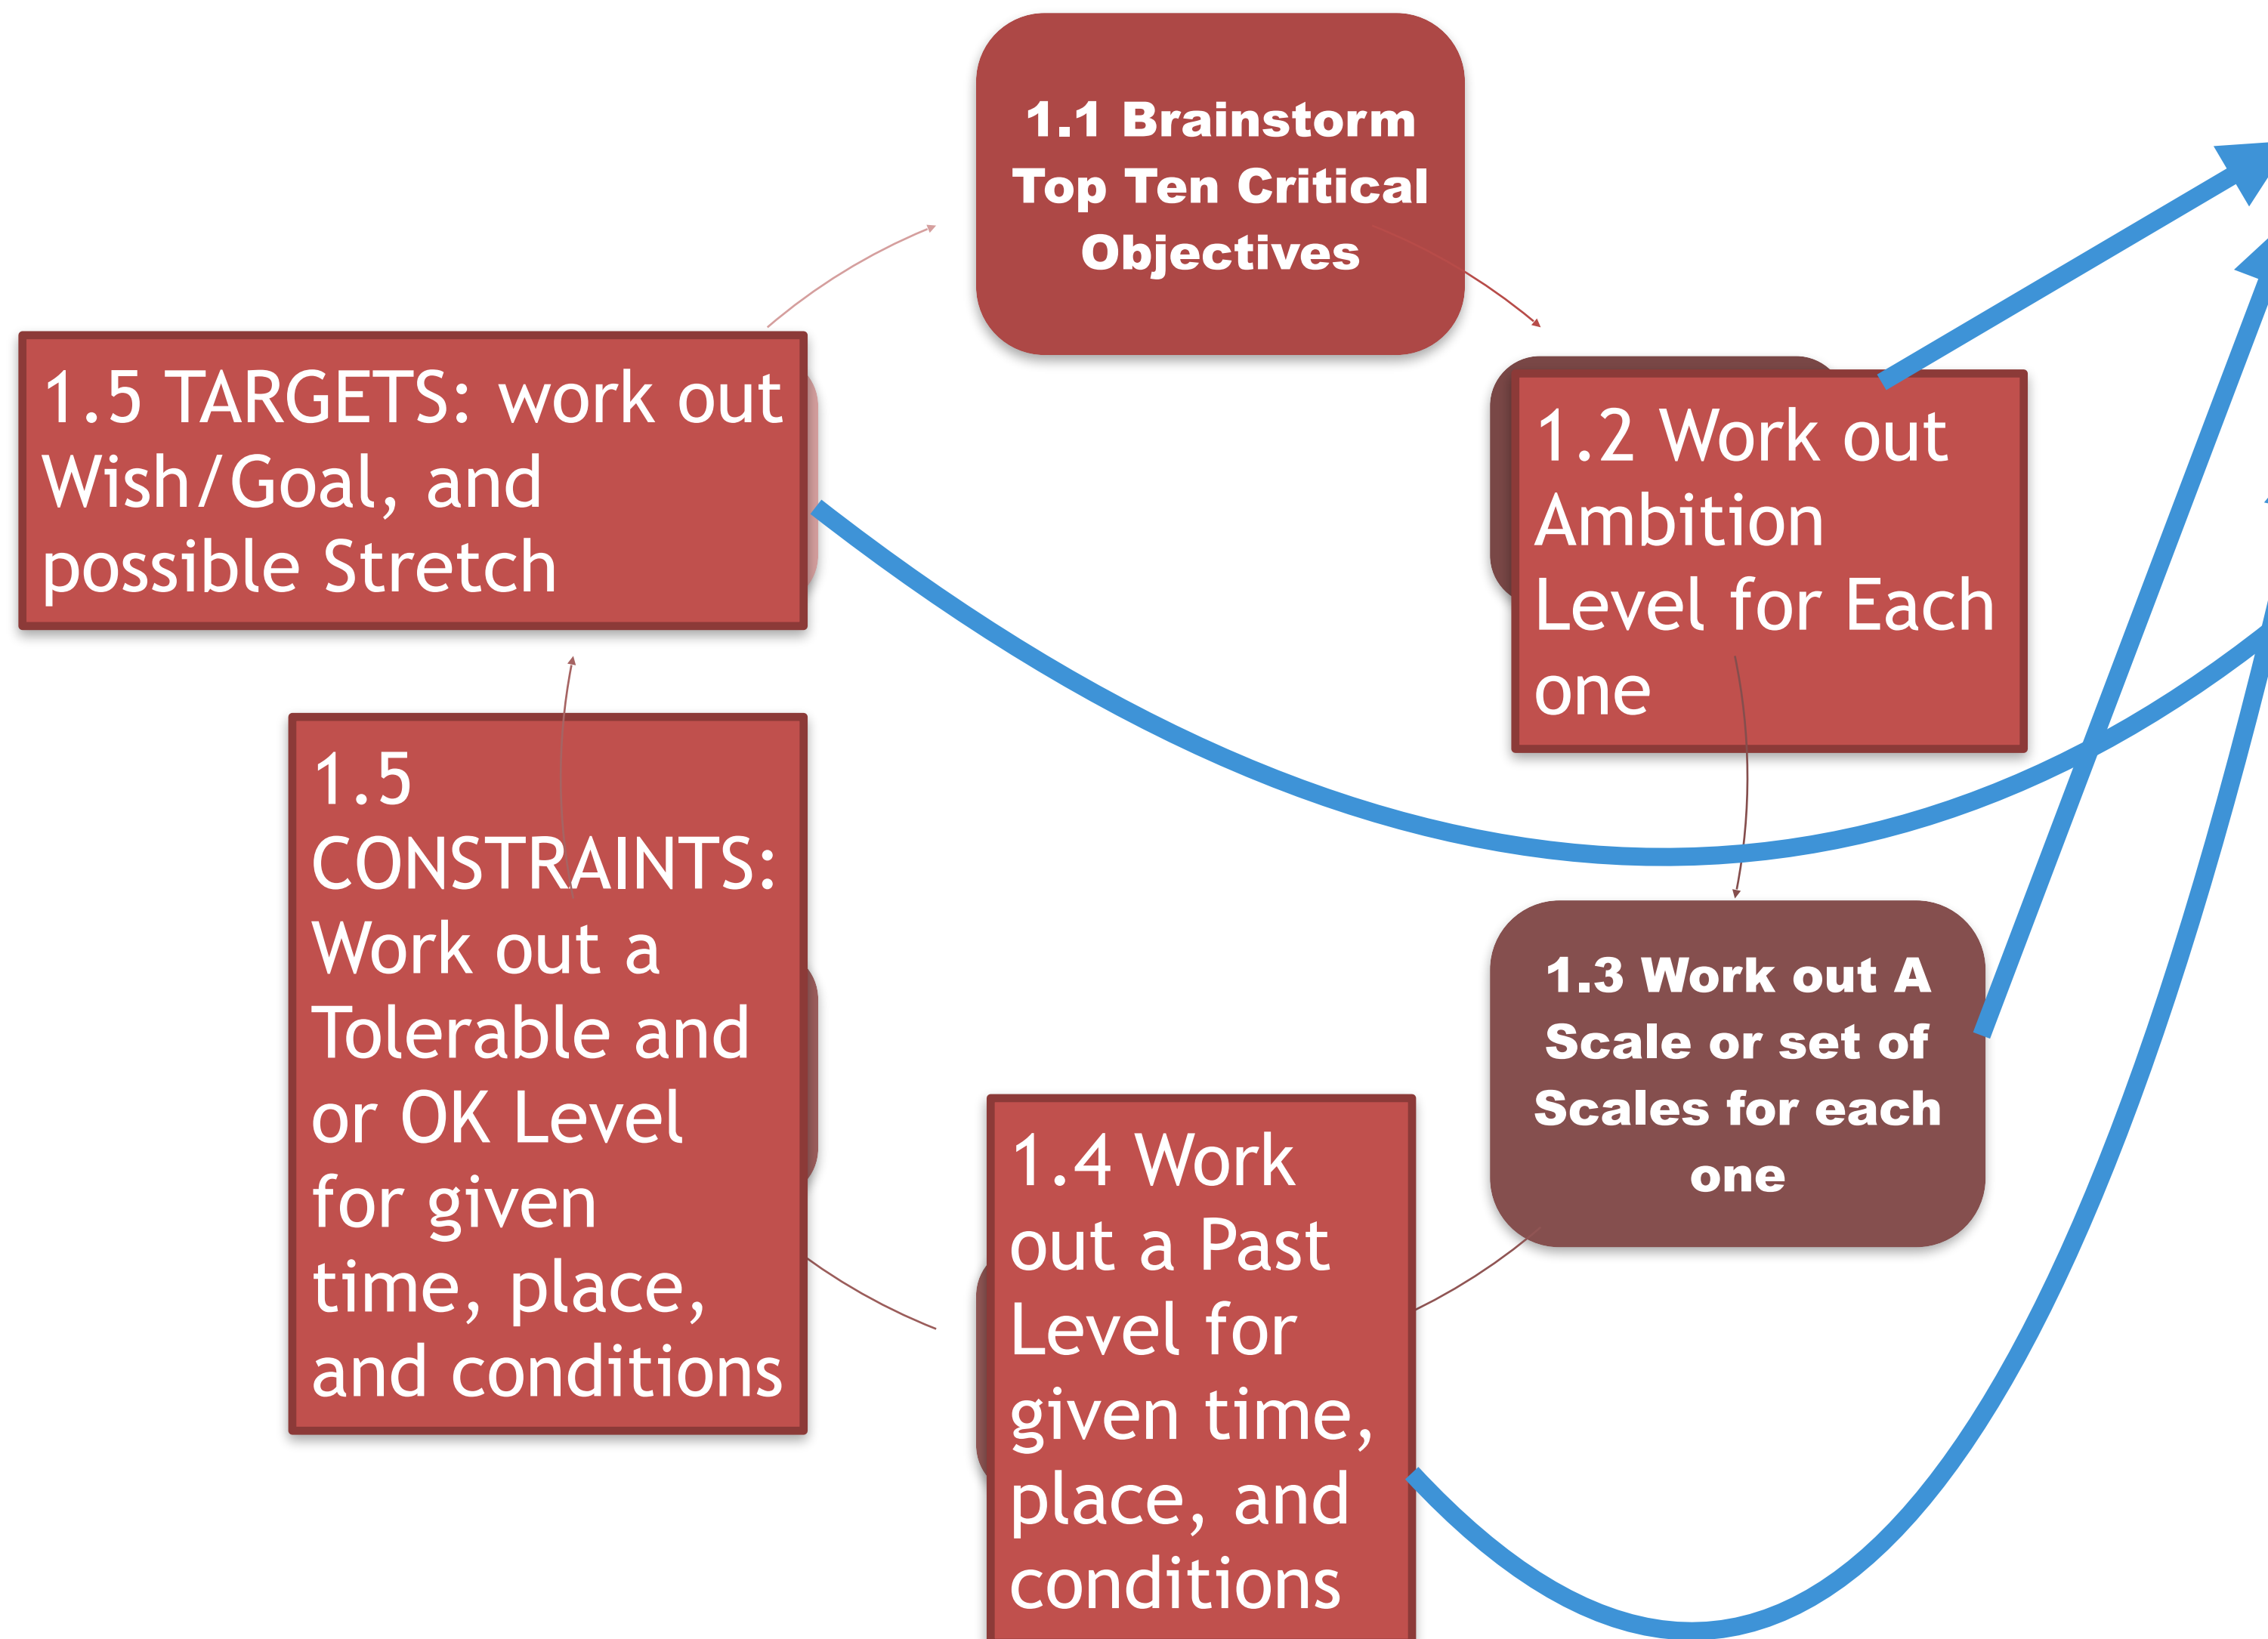 1.1 Brainstorm
Top Ten Critical
Objectives
1.2 Work out
Ambition
Level for Each
one
1.3 Work out A
Scale or set of
Scales for each
one
1.4 Work
out a Past
Level for
given time,
place, and
conditions
1.5
CONSTRAINTS:
Work out a
Tolerable and
or OK Level
for given
time, place,
and conditions
1.5 TARGETS: work out
Wish/Goal, and
possible Stretch